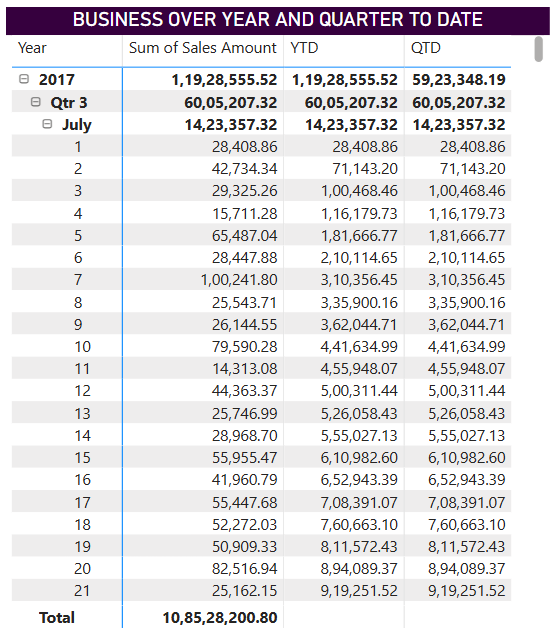 BUSINESS OVER YEAR AND QUARTER TO DATE
Year Sum of Sales Amount YTD QTD
2017 1,19,28,555.52 1,19,28,555.52 59,23,348.19
Qtr 3 60,05,207.32 60,05,207.32 60,05,207.32
July 14,23,357.32 14,23,357.32 14,23,357.32
1 28,408.86 28,408.86 28,408.86
2 42,734.34 71,143.20 71,143.20
3 29,325.26 1,00,468.46 1,00,468.46
4 15,711.28 1,16,179.73 1,16,179.73
5 65,487.04 1,81,666.77 1,81,666.77
6 28,447.88 2,10,114.65 2,10,114.65
7 1,00,241.80 3,10,356.45 3,10,356.45
8 25,543.71 3,35,900.16 3,35,900.16
9 26,144.55 3,62,044.71 3,62,044.71
10 79,590.28 4,41,634.99 4,41,634.99
11 14,313.08 4,55,948.07 4,55,948.07
12 44,363.37 5,00,311.44 5,00,311.44
13 25,746.99 5,26,058.43 5,26,058.43
14 28,968.70 5,55,027.13 5,55,027.13
15 55,955.47 6,10,982.60 6,10,982.60
16 41,960.79 6,52,943.39 6,52,943.39
17 55,447.68 7,08,391.07 7,08,391.07
18 52,272.03 7,60,663.10 7,60,663.10
19 50,909.33 8,11,572.43 8,11,572.43
20 82,516.94 8,94,089.37 8,94,089.37
21 25,162.15 9,19,251.52 9,19,251.52
Total 10,85,28,200.80